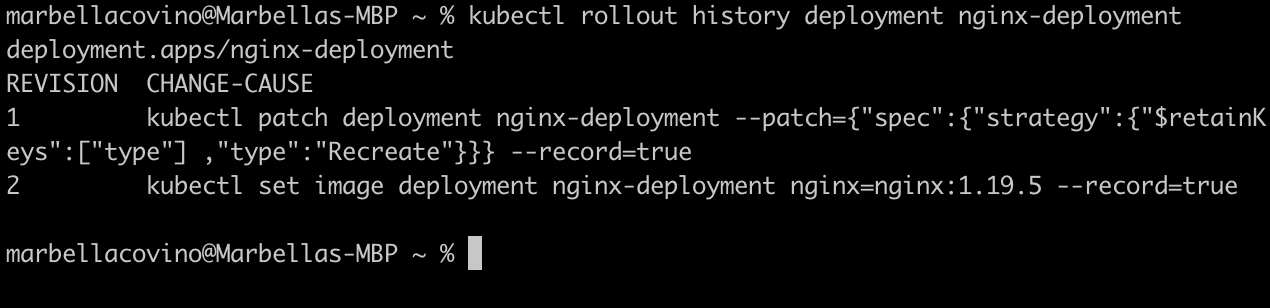 marbellacovino@Marbellas-MBP ~ % kubectl rollout history deployment nginx-deployment
deployment.apps/nginx-deployment
REVISION  CHANGE-CAUSE
1         kubectl patch deployment nginx-deployment --patch={"spec":{"strategy":{"$retainK
eys":["type"] ,"type":"Recreate"}}} --record=true
2         kubectl set image deployment nginx-deployment nginx=nginx:1.19.5 --record=true
marbellacovino@Marbellas-MBP ~ %